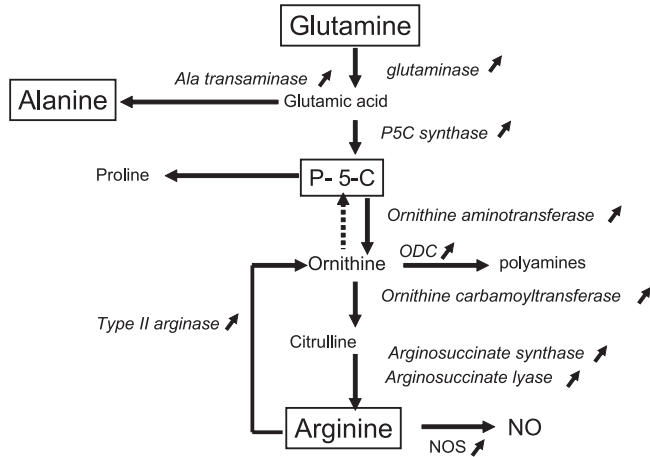 Glutamine
Ala transaminase
glutaminase
Alanine
Glutamic acid
P5C synthase
Proline
P- 5-C
Ornithine aminotransferase
ODC
Ornithine
polyamines
Ornithine carbamoyltransferase
Type II arginase
Citrulline
Arginosuccinate synthase
Arginosuccinate lyase
Arginine
NO
NOS